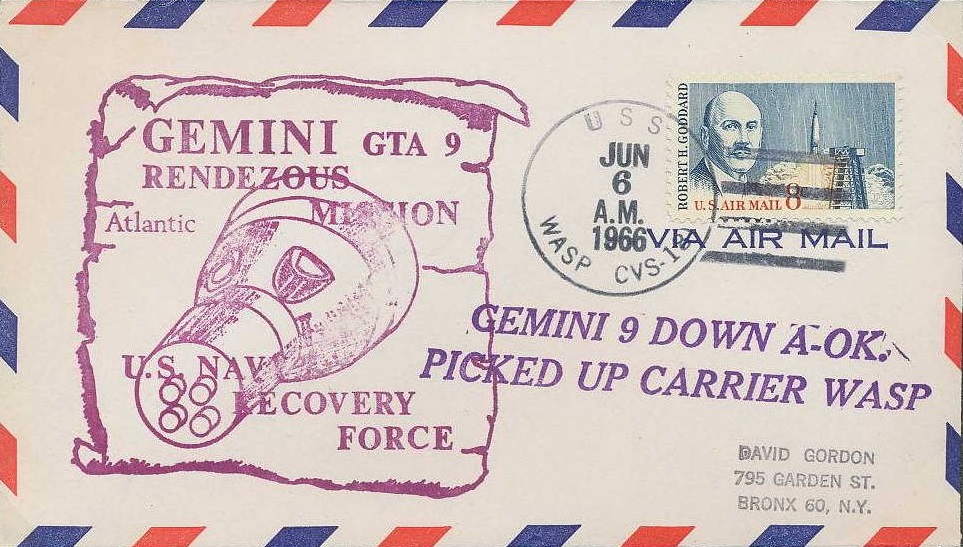 GEMINI GTA 9
RENDEZOUS
MISSION
Atlantic
U.S. NAVY
RECOVERY
FORCE
USS
JUN
6
A.M.
1966
WASP CVS-18
ROBERT H. GODDARD
U.S. AIR MAIL 8
VIA AIR MAIL
GEMINI 9 DOWN A-OK.
PICKED UP CARRIER WASP
DAVID GORDON
795 GARDEN ST.
BRONX 60, N.Y.